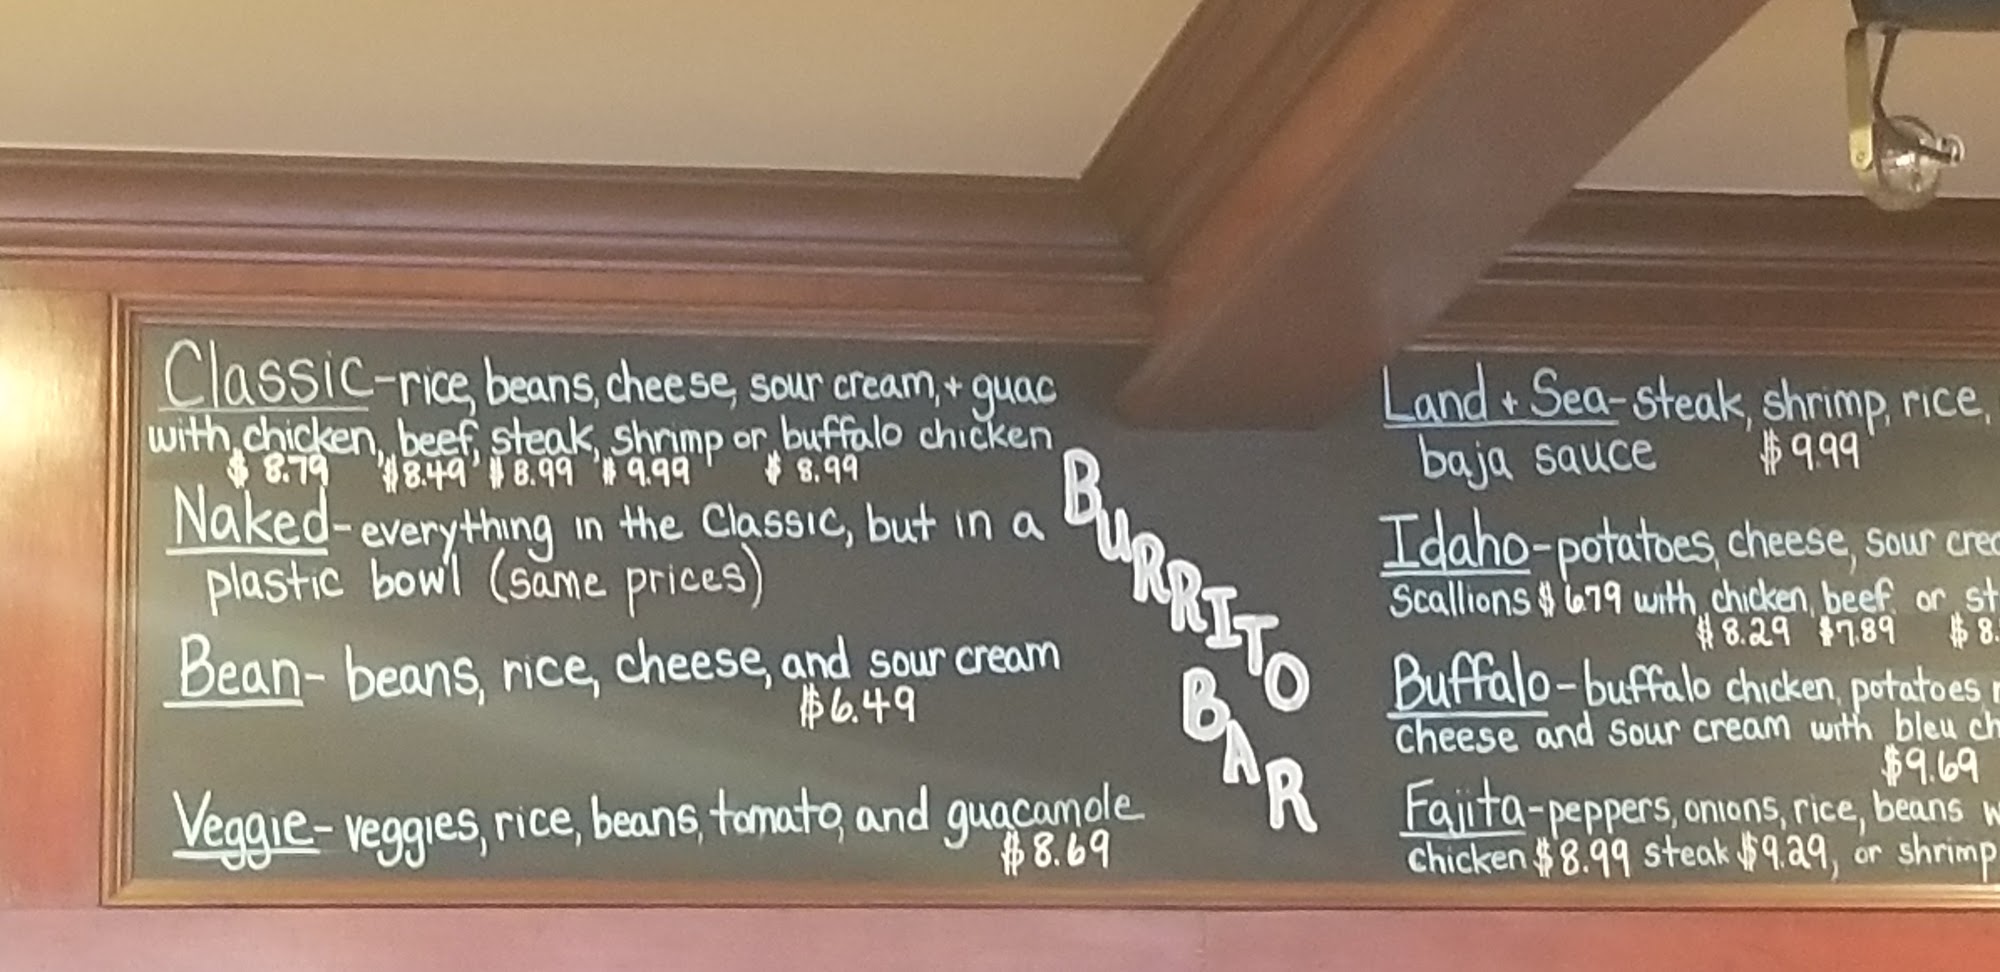 Classic-rice, beans, cheese, sour cream, + guac
with chicken, beef, steak, shrimp or buffalo chicken
$ 8.79 $8.49 $ 8.99 $ 9.99 $ 8.99
Naked-everything in the Classic, but in a
plastic bowl (same prices)
Bean- beans, rice, cheese, and sour cream
$6.49
Veggie- veggies, rice, beans, tomato, and guacamole
$8.69
BURRITO
BAR
Land + Sea-steak, shrimp, rice,
baja sauce $9.99
Idaho-potatoes, cheese, sour
Scallions $6.79 with chicken, beef, or
$8.29 $7.89 $8.
Buffalo-buffalo chicken, potatoes
cheese and sour cream with bleu
$9.69
Fajita-peppers, onions, rice, beans
chicken $8.99 steak $9.29, or shrimp